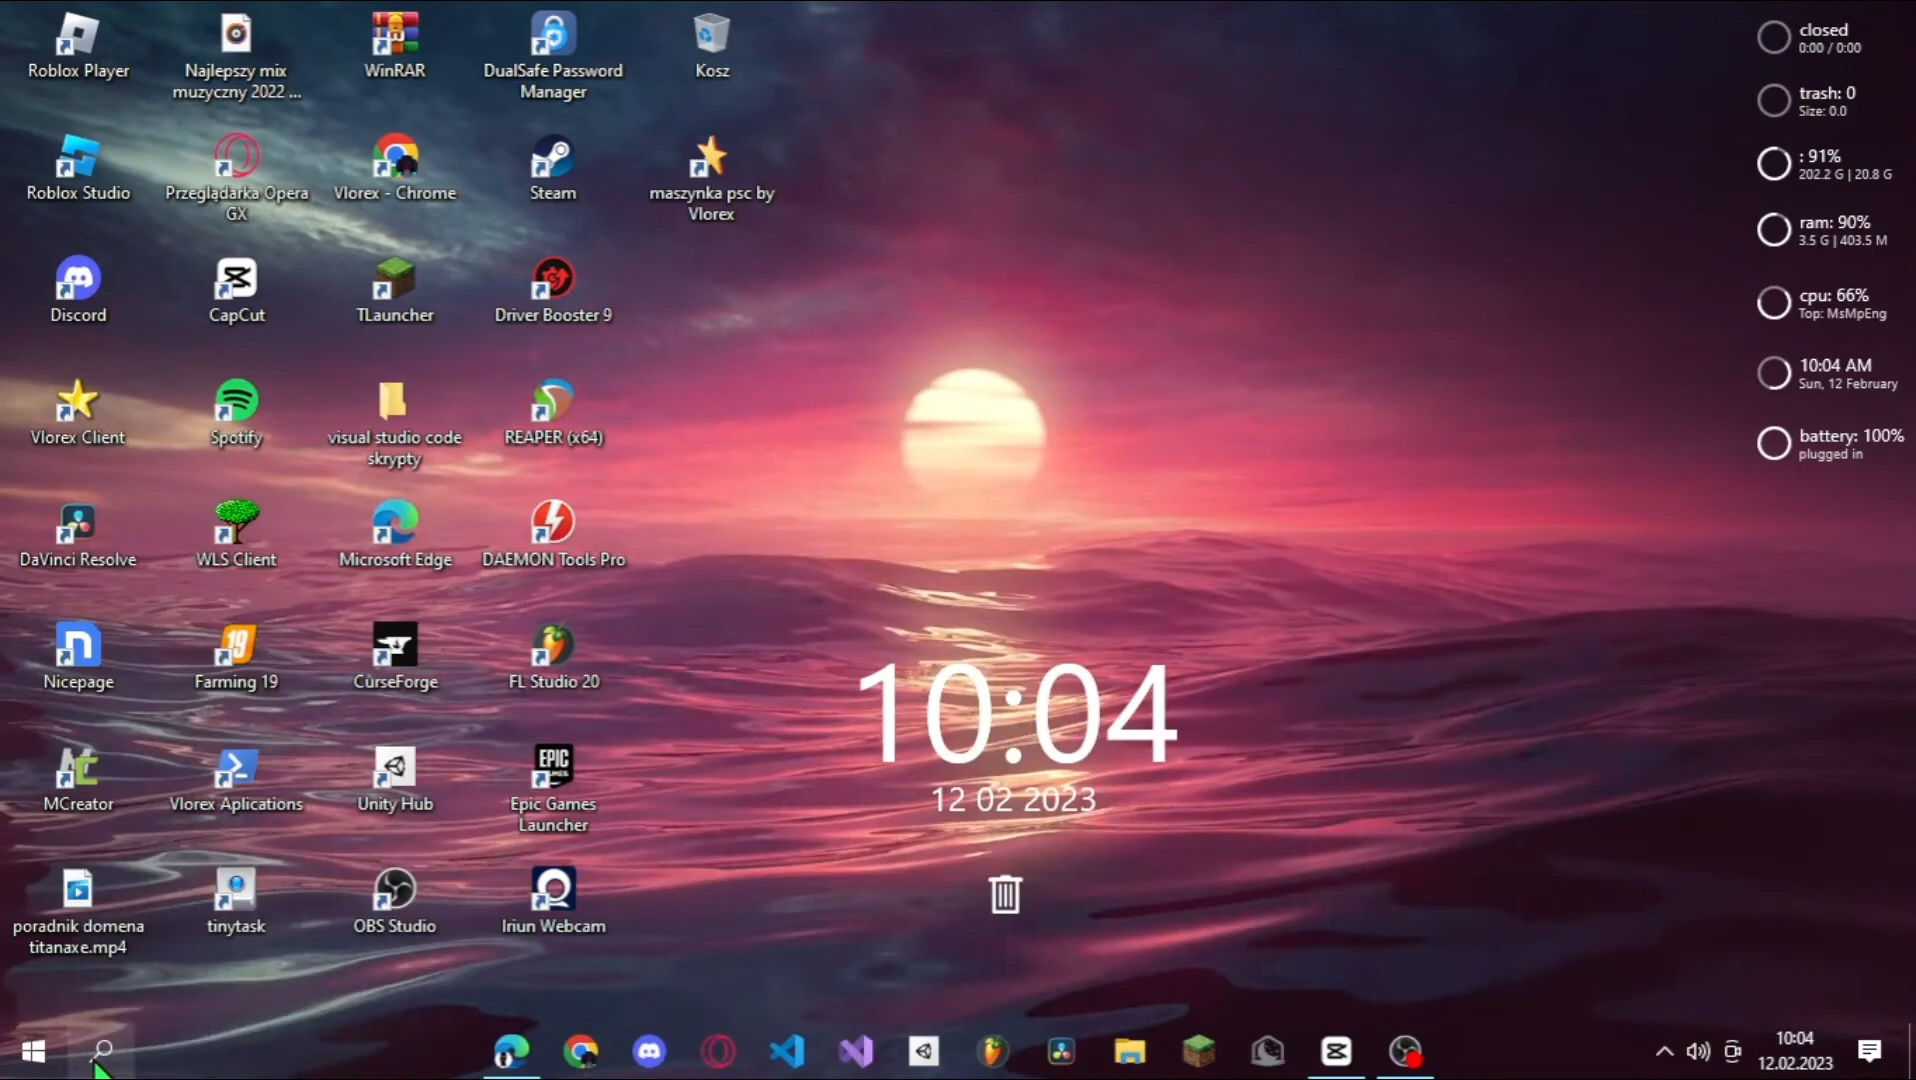 Roblox Player
Najlepszy mix
muzyczny 2022 ...
WinRAR
DualSafe Password
Manager
Kosz
Roblox Studio
Przeglądarka Opera
GX
Vlorex - Chrome
Steam
maszynka psc by
Vlorex
Discord
CapCut
TLauncher
Driver Booster 9
Vlorex Client
Spotify
visual studio code
skrypty
REAPER (x64)
DaVinci Resolve
WLS Client
Microsoft Edge
DAEMON Tools Pro
Nicepage
19
Farming 19
CurseForge
FL Studio 20
MCreator
Vlorex Aplications
Unity Hub
EPIC
Epic Games
Launcher
poradnik domena
titanaxe.mp4
tinytask
OBS Studio
Iriun Webcam
closed
0:00 / 0:00
trash: 0
Size: 0.0
: 91%
202.2 G | 20.8 G
ram: 90%
3.5 G | 403.5 M
cpu: 66%
Top: MsMpEng
10:04 AM
Sun, 12 February
battery: 100%
plugged in
10:04
12 02 2023
10:04
12.02.2023